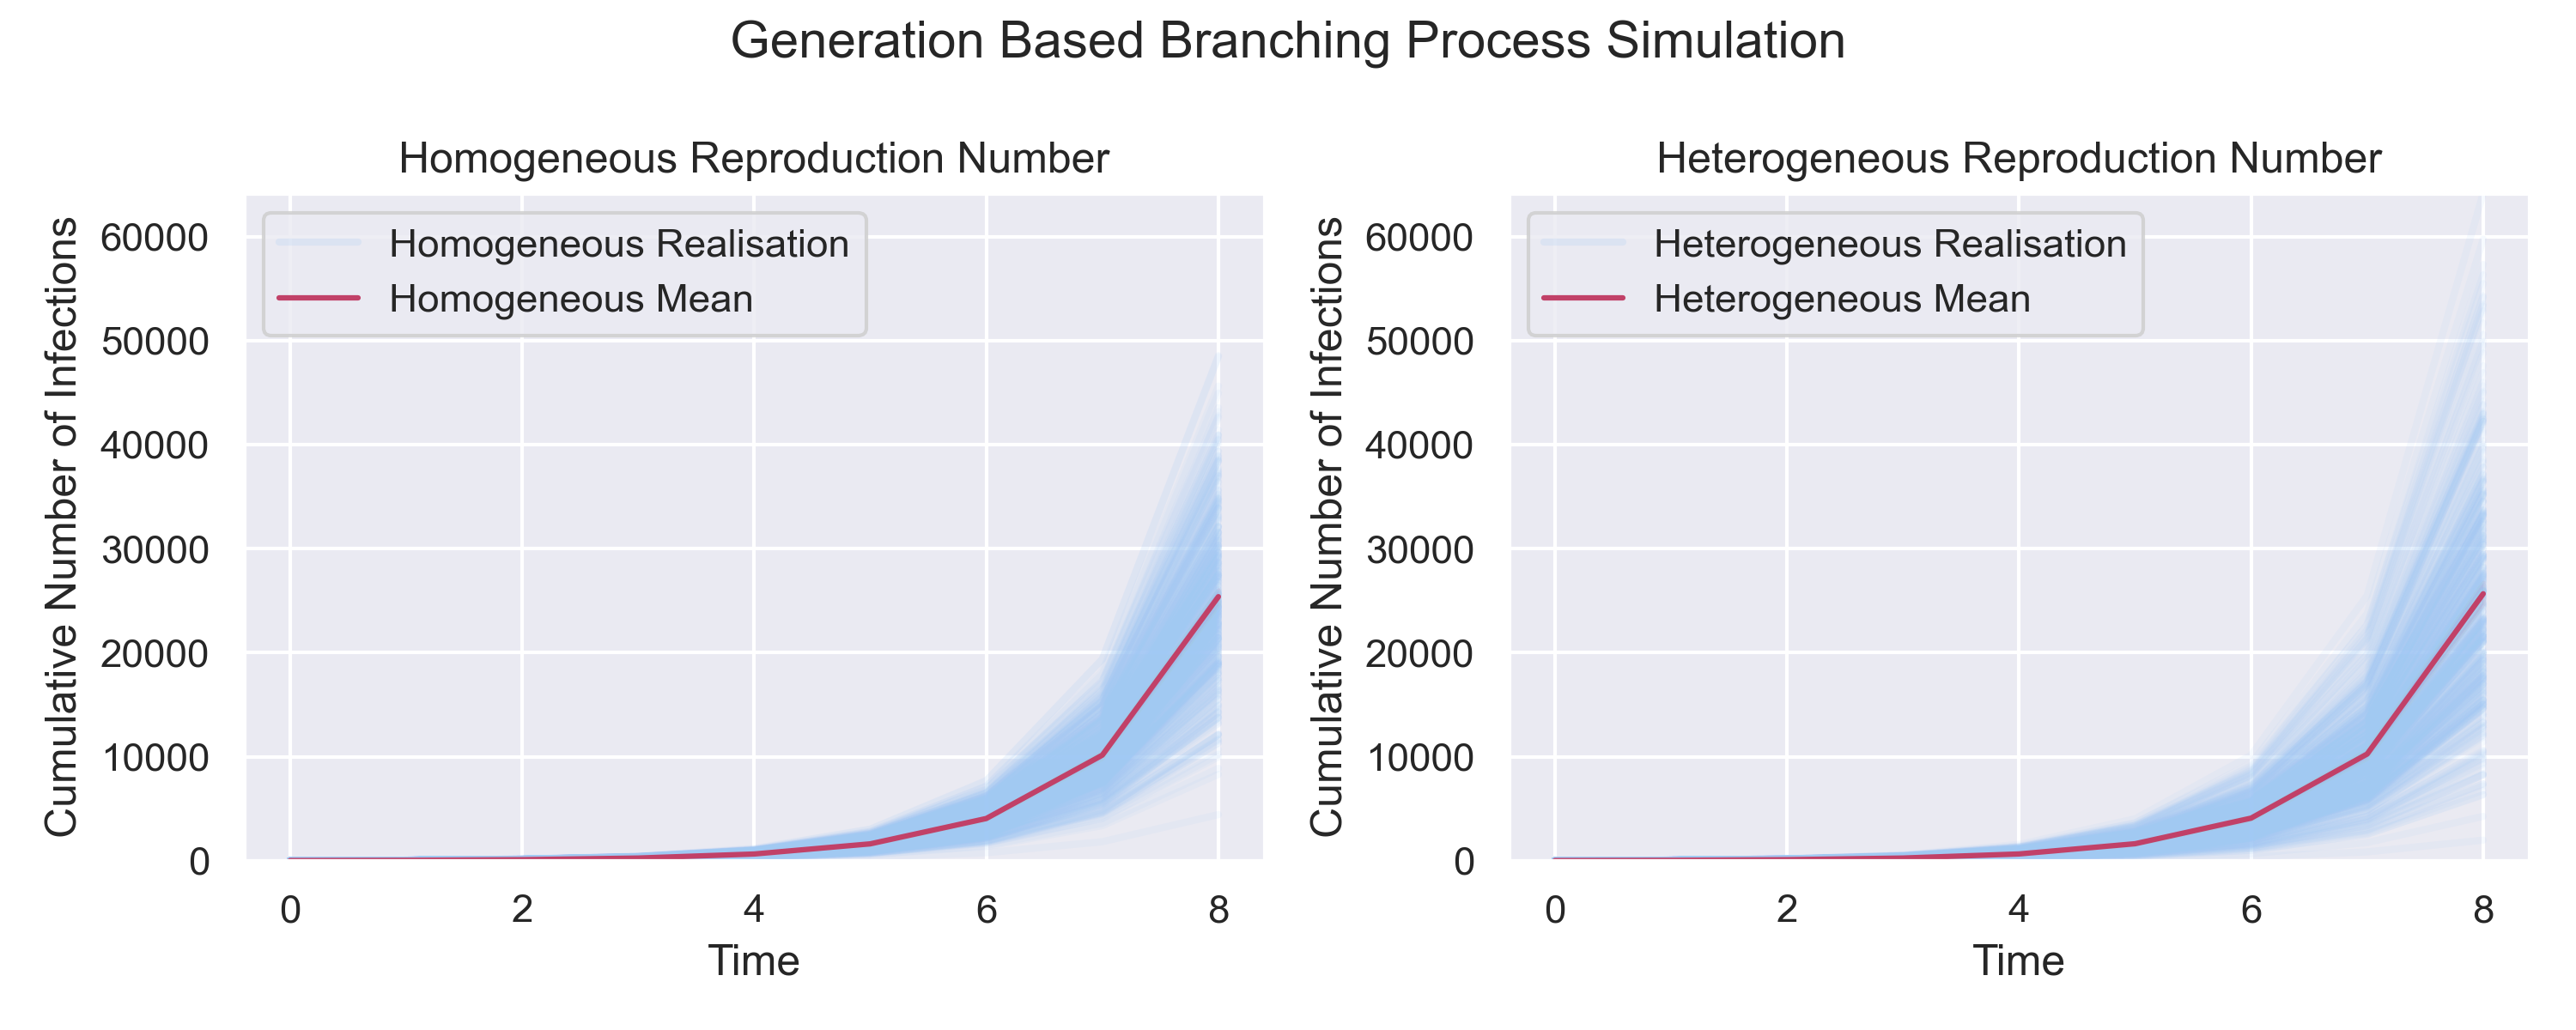 Generation Based Branching Process Simulation
Homogeneous Reproduction Number
Cumulative Number of Infections
60000
50000
40000
30000
20000
10000
0
Homogeneous Realisation
Homogeneous Mean
0 2 4 6 8
Time
Heterogeneous Reproduction Number
Cumulative Number of Infections
60000
50000
40000
30000
20000
10000
0
Heterogeneous Realisation
Heterogeneous Mean
0 2 4 6 8
Time